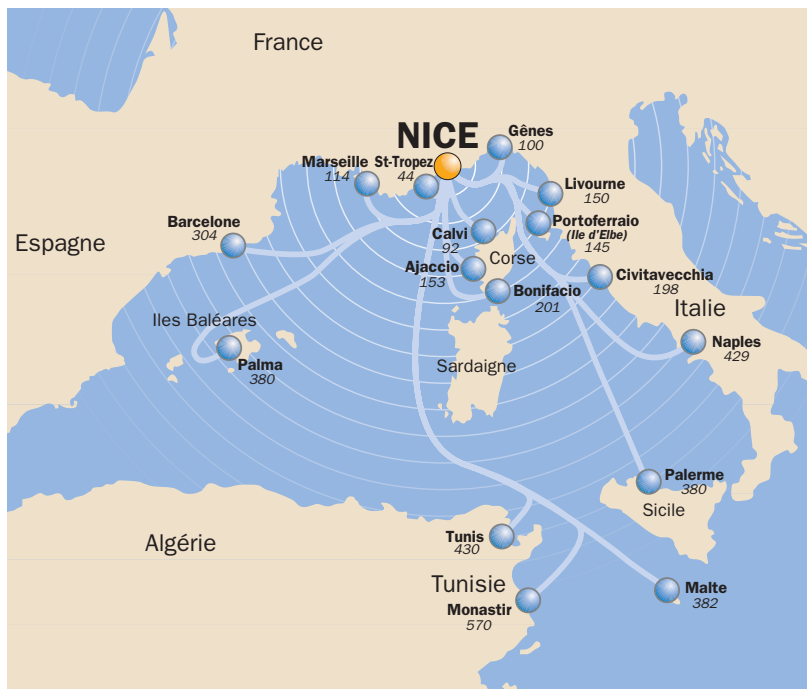 France
NICE
Gênes
100
Marseille
114
St-Tropez
44
Livourne
150
Barcelone
304
Portoferraio
(Ile d'Elbe)
145
Espagne
Calvi
92
Corse
Ajaccio
153
Civitavecchia
198
Bonifacio
201
Italie
Iles Baléares
Naples
429
Palma
380
Sardaigne
Palerme
380
Sicile
Algérie
Tunis
430
Tunisie
Malte
382
Monastir
570